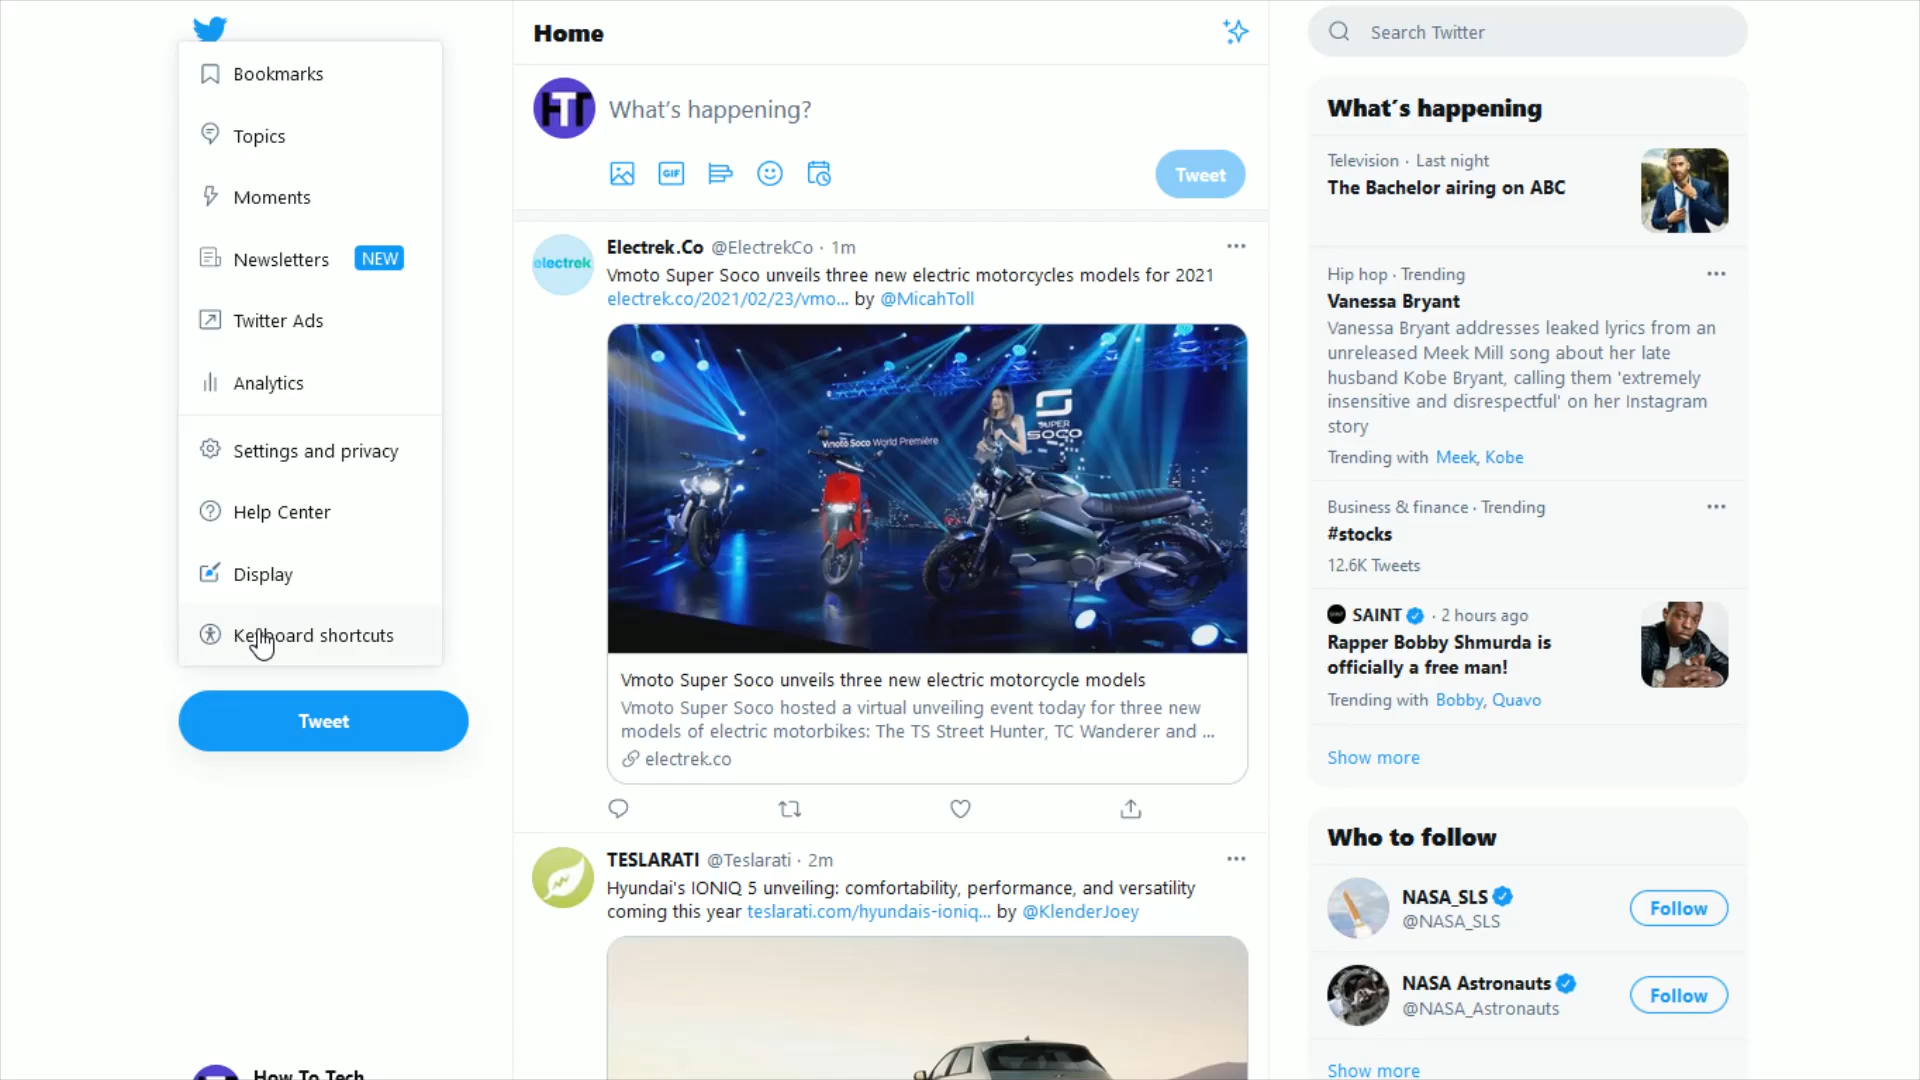 Bookmarks
Topics
Moments
Newsletters NEW
Twitter Ads
Analytics
Settings and privacy
Help Center
Display
Keyboard shortcuts
Tweet
How To Tech
Home
HTT
What's happening?
GIF
Tweet
electrek
Electrek.Co @ElectrekCo · 1m
Vmoto Super Soco unveils three new electric motorcycles models for 2021
electrek.co/2021/02/23/vmo... by @MicahToll
Vmoto Soco World Première
SUPER
SOCO
Vmoto Super Soco unveils three new electric motorcycle models
Vmoto Super Soco hosted a virtual unveiling event today for three new
models of electric motorbikes: The TS Street Hunter, TC Wanderer and ...
electrek.co
TESLARATI @Teslarati · 2m
Hyundai's IONIQ 5 unveiling: comfortability, performance, and versatility
coming this year teslarati.com/hyundais-ioniq... by @KlenderJoey
Search Twitter
What's happening
Television · Last night
The Bachelor airing on ABC
Hip hop · Trending
Vanessa Bryant
Vanessa Bryant addresses leaked lyrics from an
unreleased Meek Mill song about her late
husband Kobe Bryant, calling them 'extremely
insensitive and disrespectful' on her Instagram
story
Trending with Meek, Kobe
Business & finance · Trending
#stocks
12.6K Tweets
SAINT · 2 hours ago
Rapper Bobby Shmurda is
officially a free man!
Trending with Bobby, Quavo
Show more
Who to follow
NASA_SLS
@NASA_SLS
Follow
NASA Astronauts
@NASA_Astronauts
Follow
Show more